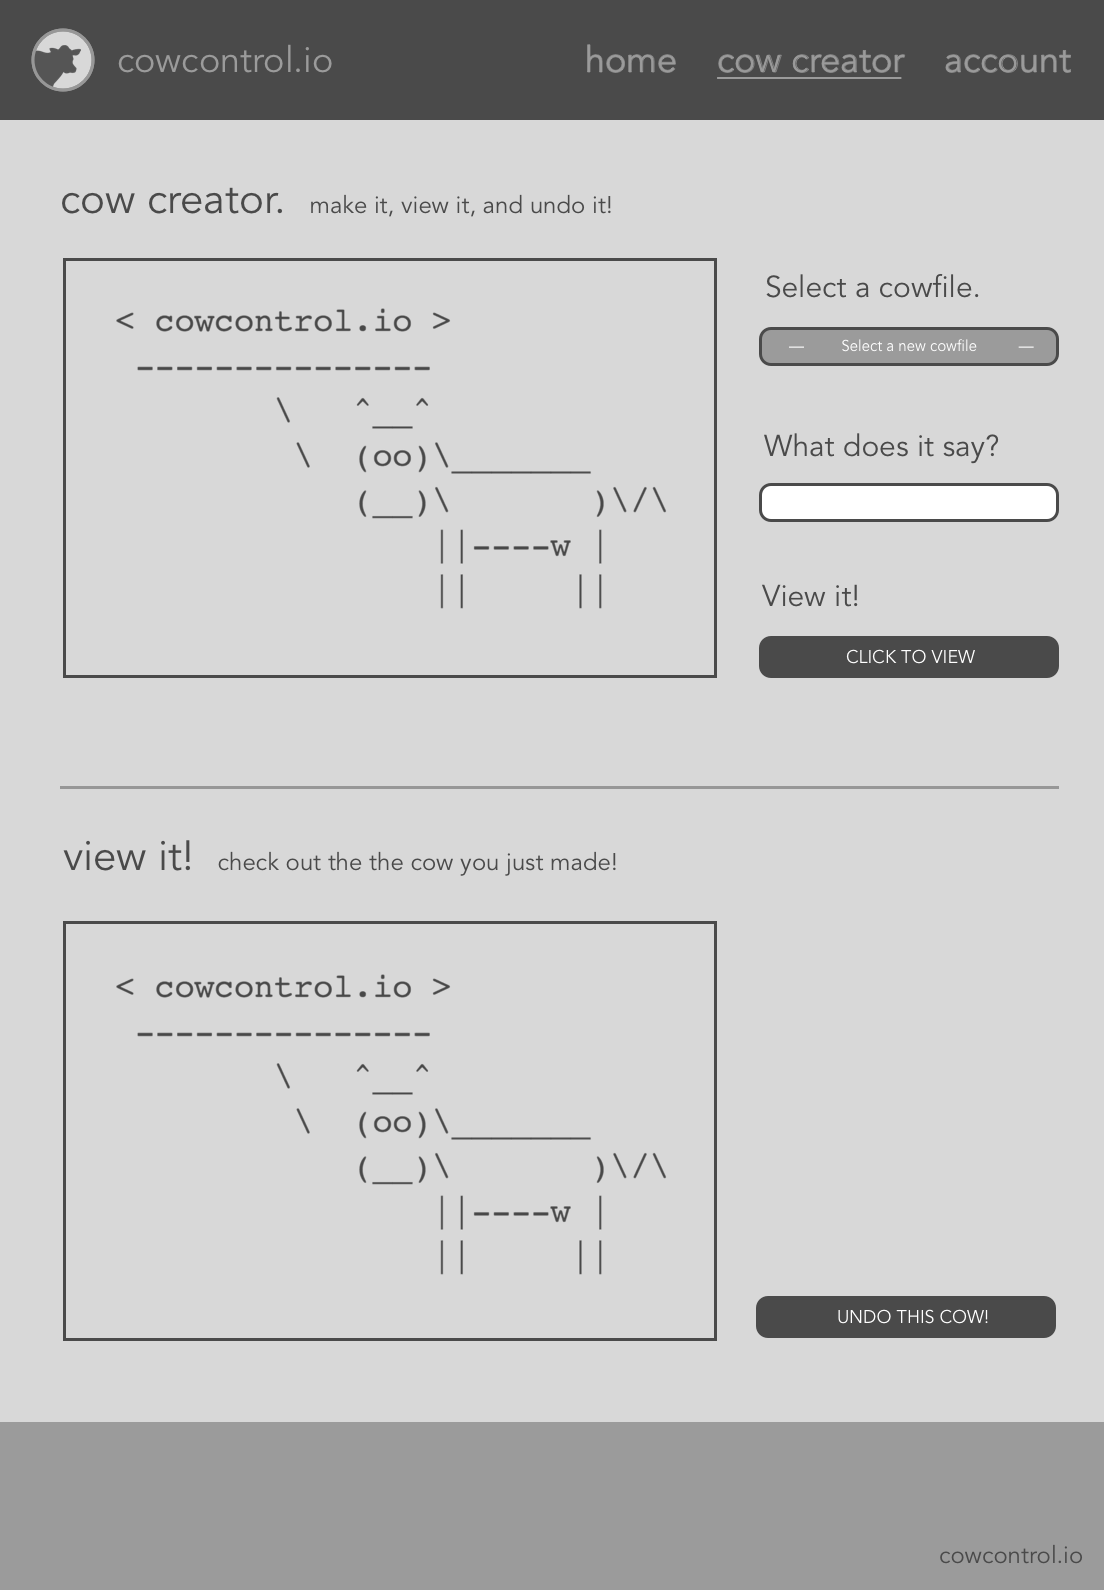 cowcontrol.io
home cow creator account
cow creator. make it, view it, and undo it!
< cowcontrol.io >
 ---------------
        \   ^__^
         \  (oo)\_______
            (__)\       )\/\
                ||----w |
                ||     ||
Select a cowfile.
— Select a new cowfile —
What does it say?
View it!
CLICK TO VIEW
view it! check out the the cow you just made!
< cowcontrol.io >
 ---------------
        \   ^__^
         \  (oo)\_______
            (__)\       )\/\
                ||----w |
                ||     ||
UNDO THIS COW!
cowcontrol.io